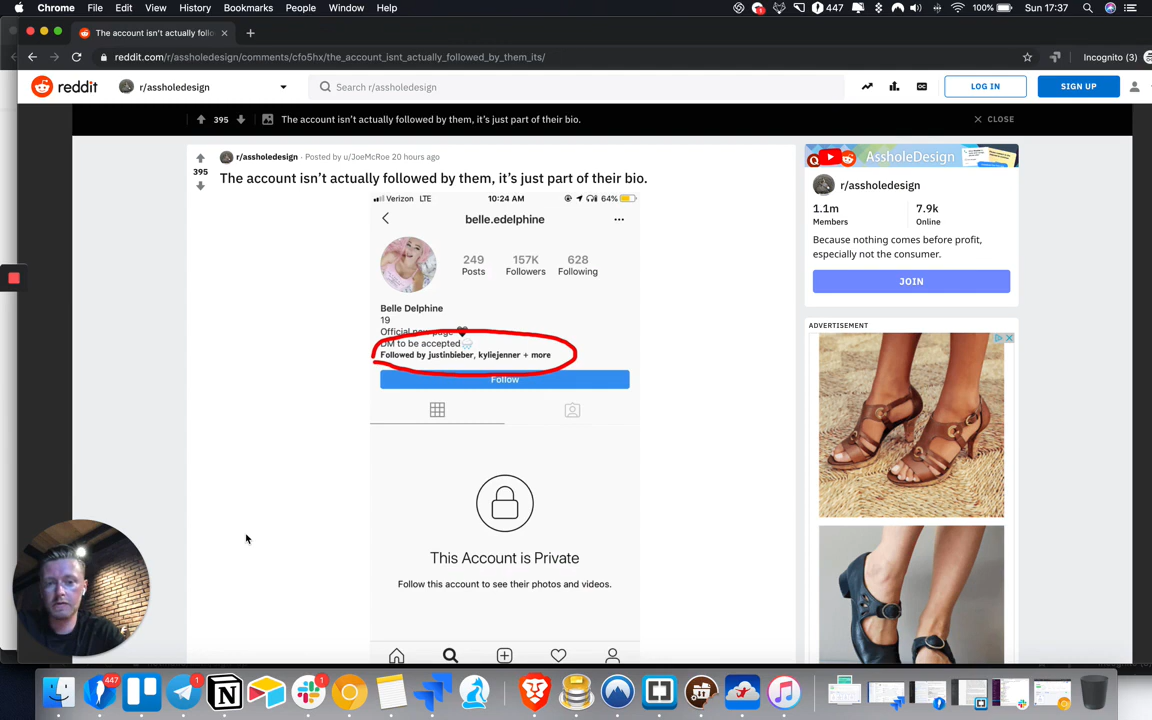 Chrome File Edit View History Bookmarks People Window Help
447 100% Sun 17:37
The account isn't actually follo
reddit.com/r/assholedesign/comments/cfo5hx/the_account_isnt_actually_followed_by_them_its/
Incognito (3)
reddit r/assholedesign Search r/assholedesign LOG IN SIGN UP
395 The account isn't actually followed by them, it's just part of their bio. CLOSE
r/assholedesign · Posted by u/JoeMcRoe 20 hours ago
395
The account isn't actually followed by them, it's just part of their bio.
Verizon LTE 10:24 AM 64%
belle.edelphine
249 157K 628
Posts Followers Following
Belle Delphine
19
Official new page
DM to be accepted
Followed by justinbieber, kyliejenner + more
Follow
This Account is Private
Follow this account to see their photos and videos.
AssholeDesign
r/assholedesign
1.1m 7.9k
Members Online
Because nothing comes before profit,
especially not the consumer.
JOIN
ADVERTISEMENT
447 1 1